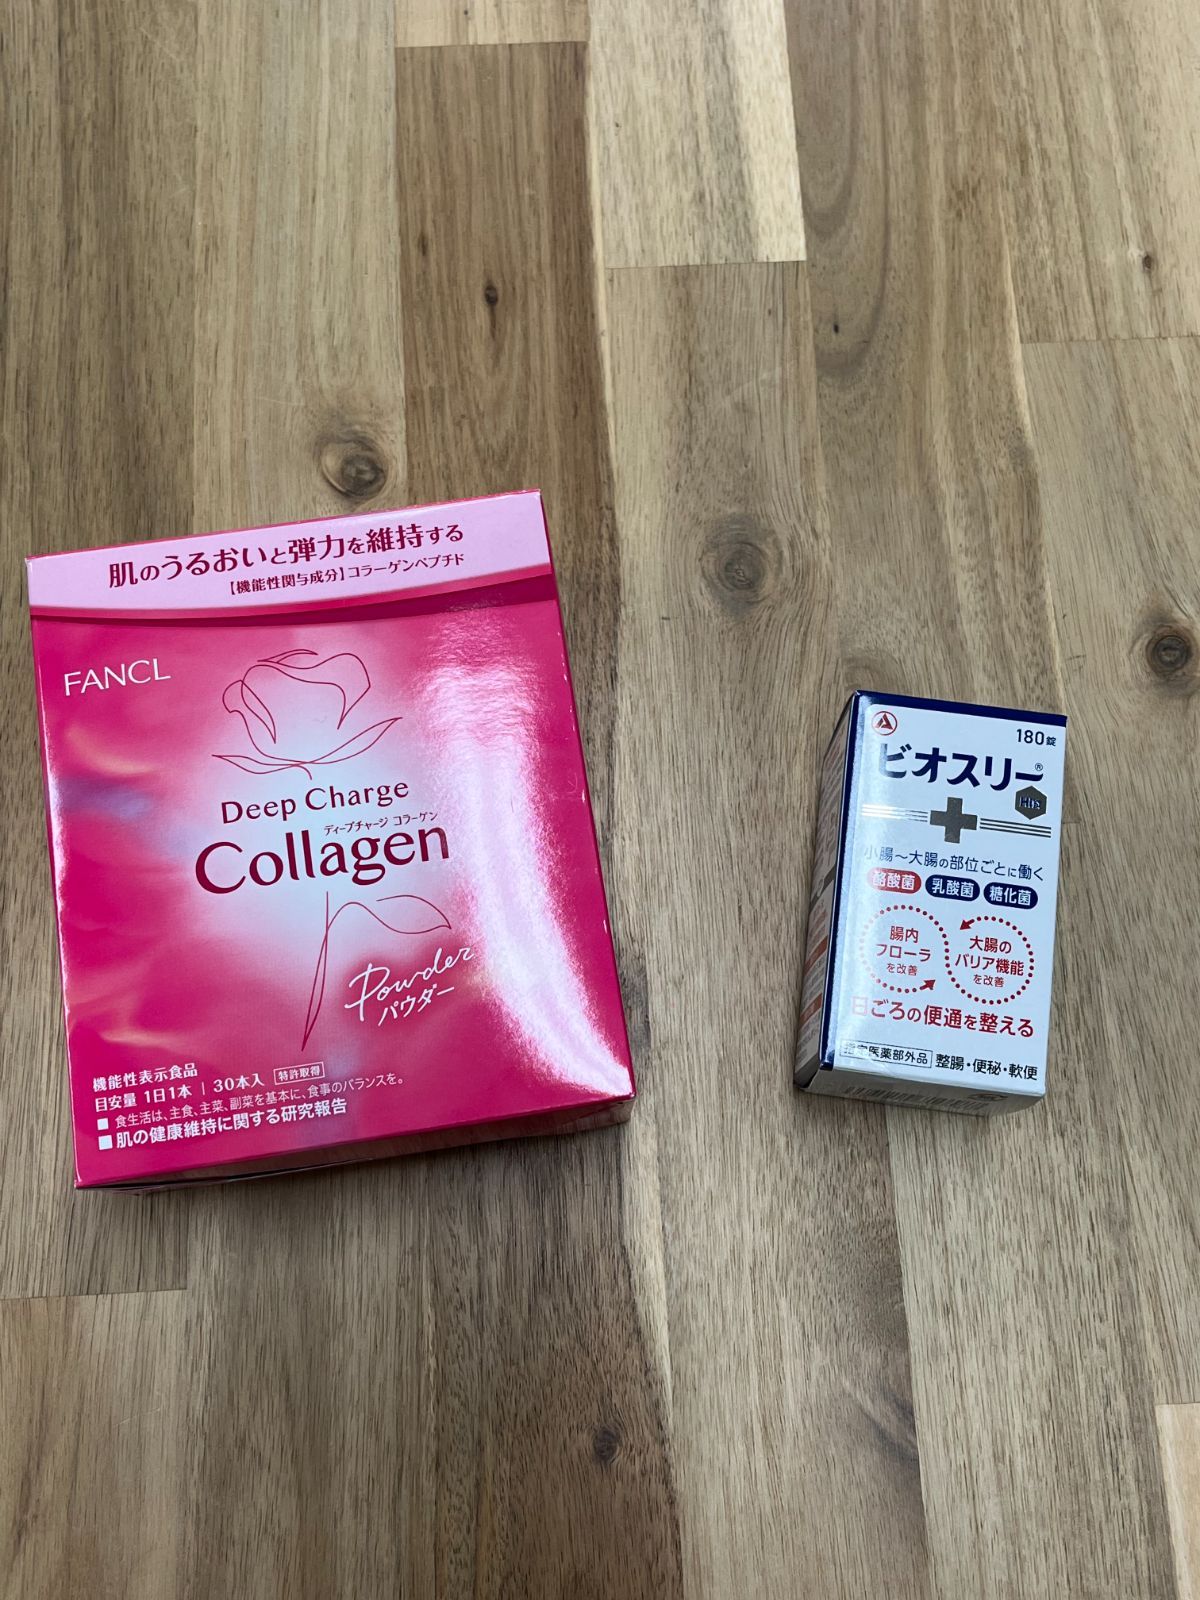 肌のうるおいと弾力を維持する
【機能性関与成分】コラーゲンペプチド
FANCL
Deep Charge
ディープチャージ コラーゲン
Collagen
Powder
パウダー
機能性表示食品
目安量 1日1本 | 30本入 特許取得
■ 食生活は、主食、主菜、副菜を基本に、食事のバランスを。
■肌の健康維持に関する研究報告
180錠
ビオスリー®
Hi錠
小腸～大腸の部位ごとに働く
酪酸菌 乳酸菌 糖化菌
腸内
フローラ
を改善
大腸の
バリア機能
を改善
日ごろの便通を整える
指定医薬部外品 整腸・便秘・軟便